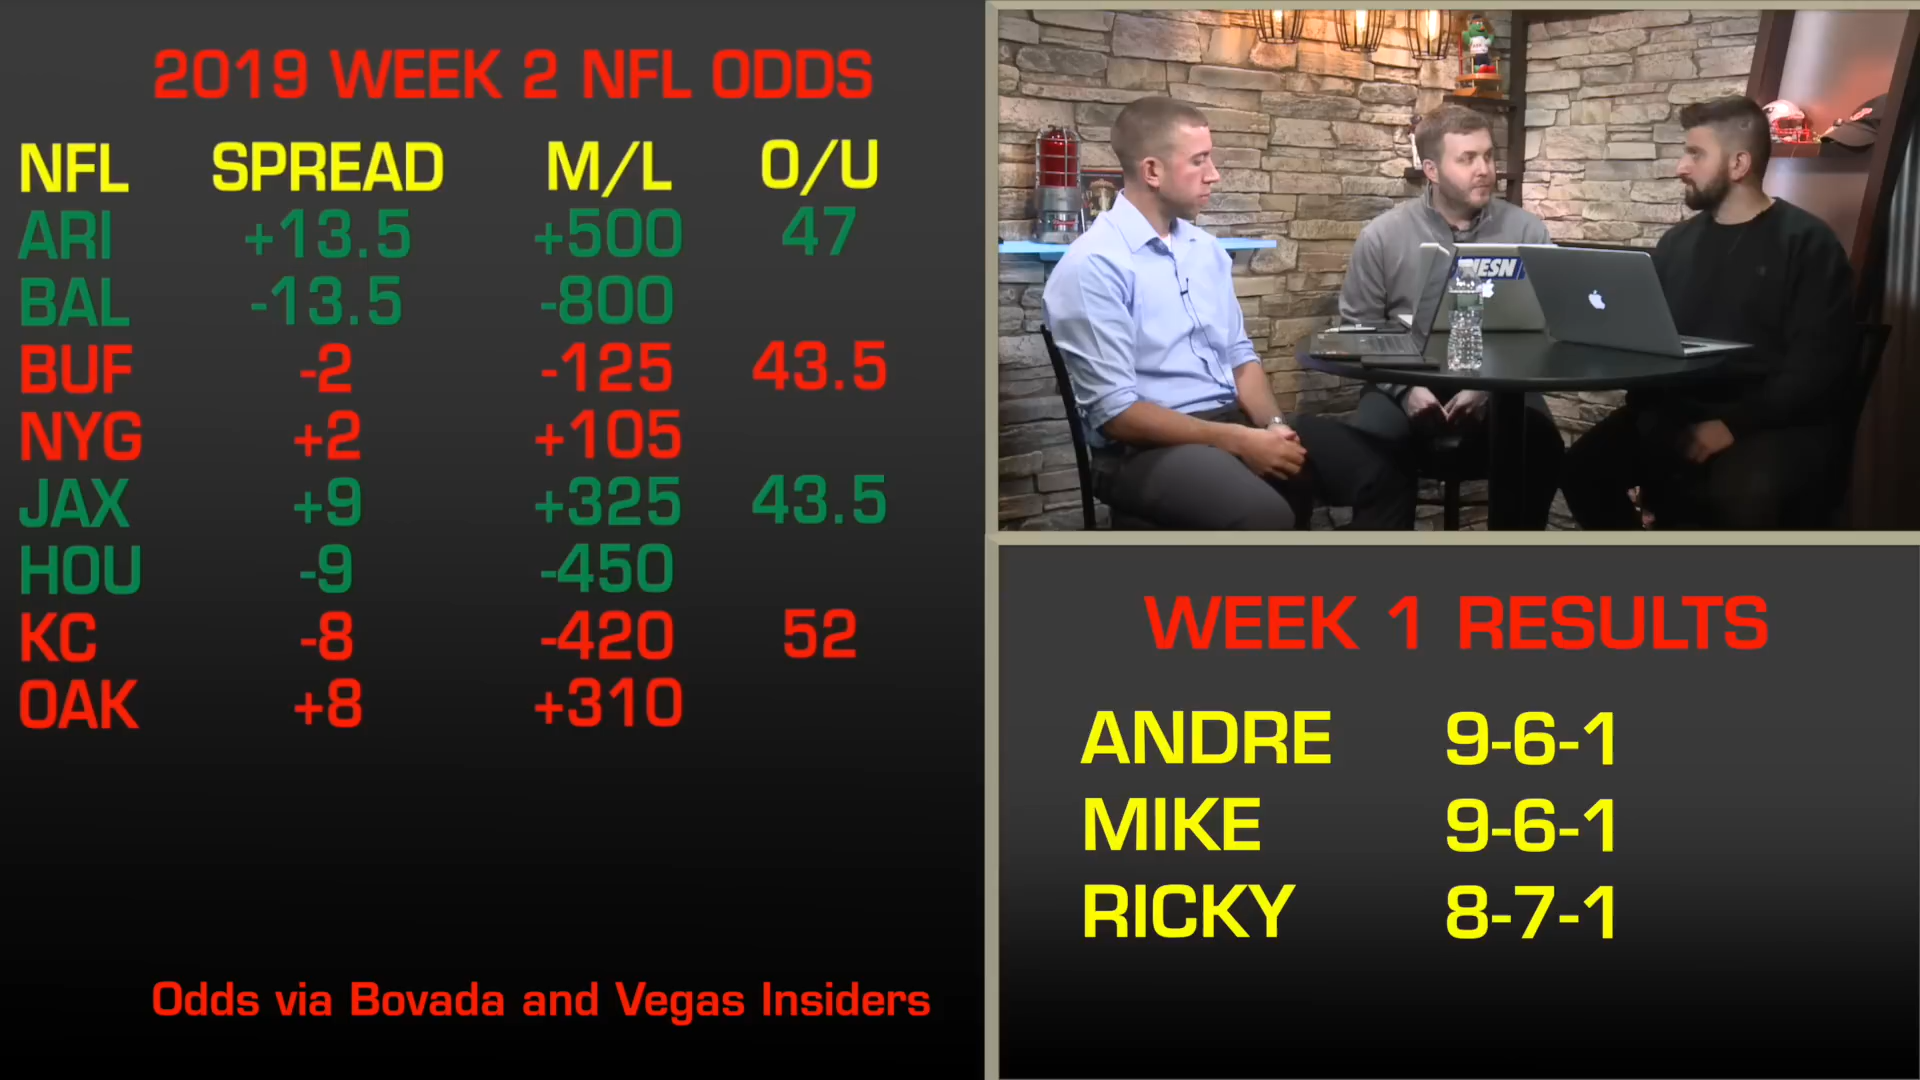 2019 WEEK 2 NFL ODDS
NFL SPREAD M/L O/U
ARI +13.5 +500 47
BAL -13.5 -800
BUF -2 -125 43.5
NYG +2 +105
JAX +9 +325 43.5
HOU -9 -450
KC -8 -420 52
OAK +8 +310
Odds via Bovada and Vegas Insiders
NESN
WEEK 1 RESULTS
ANDRE 9-6-1
MIKE 9-6-1
RICKY 8-7-1